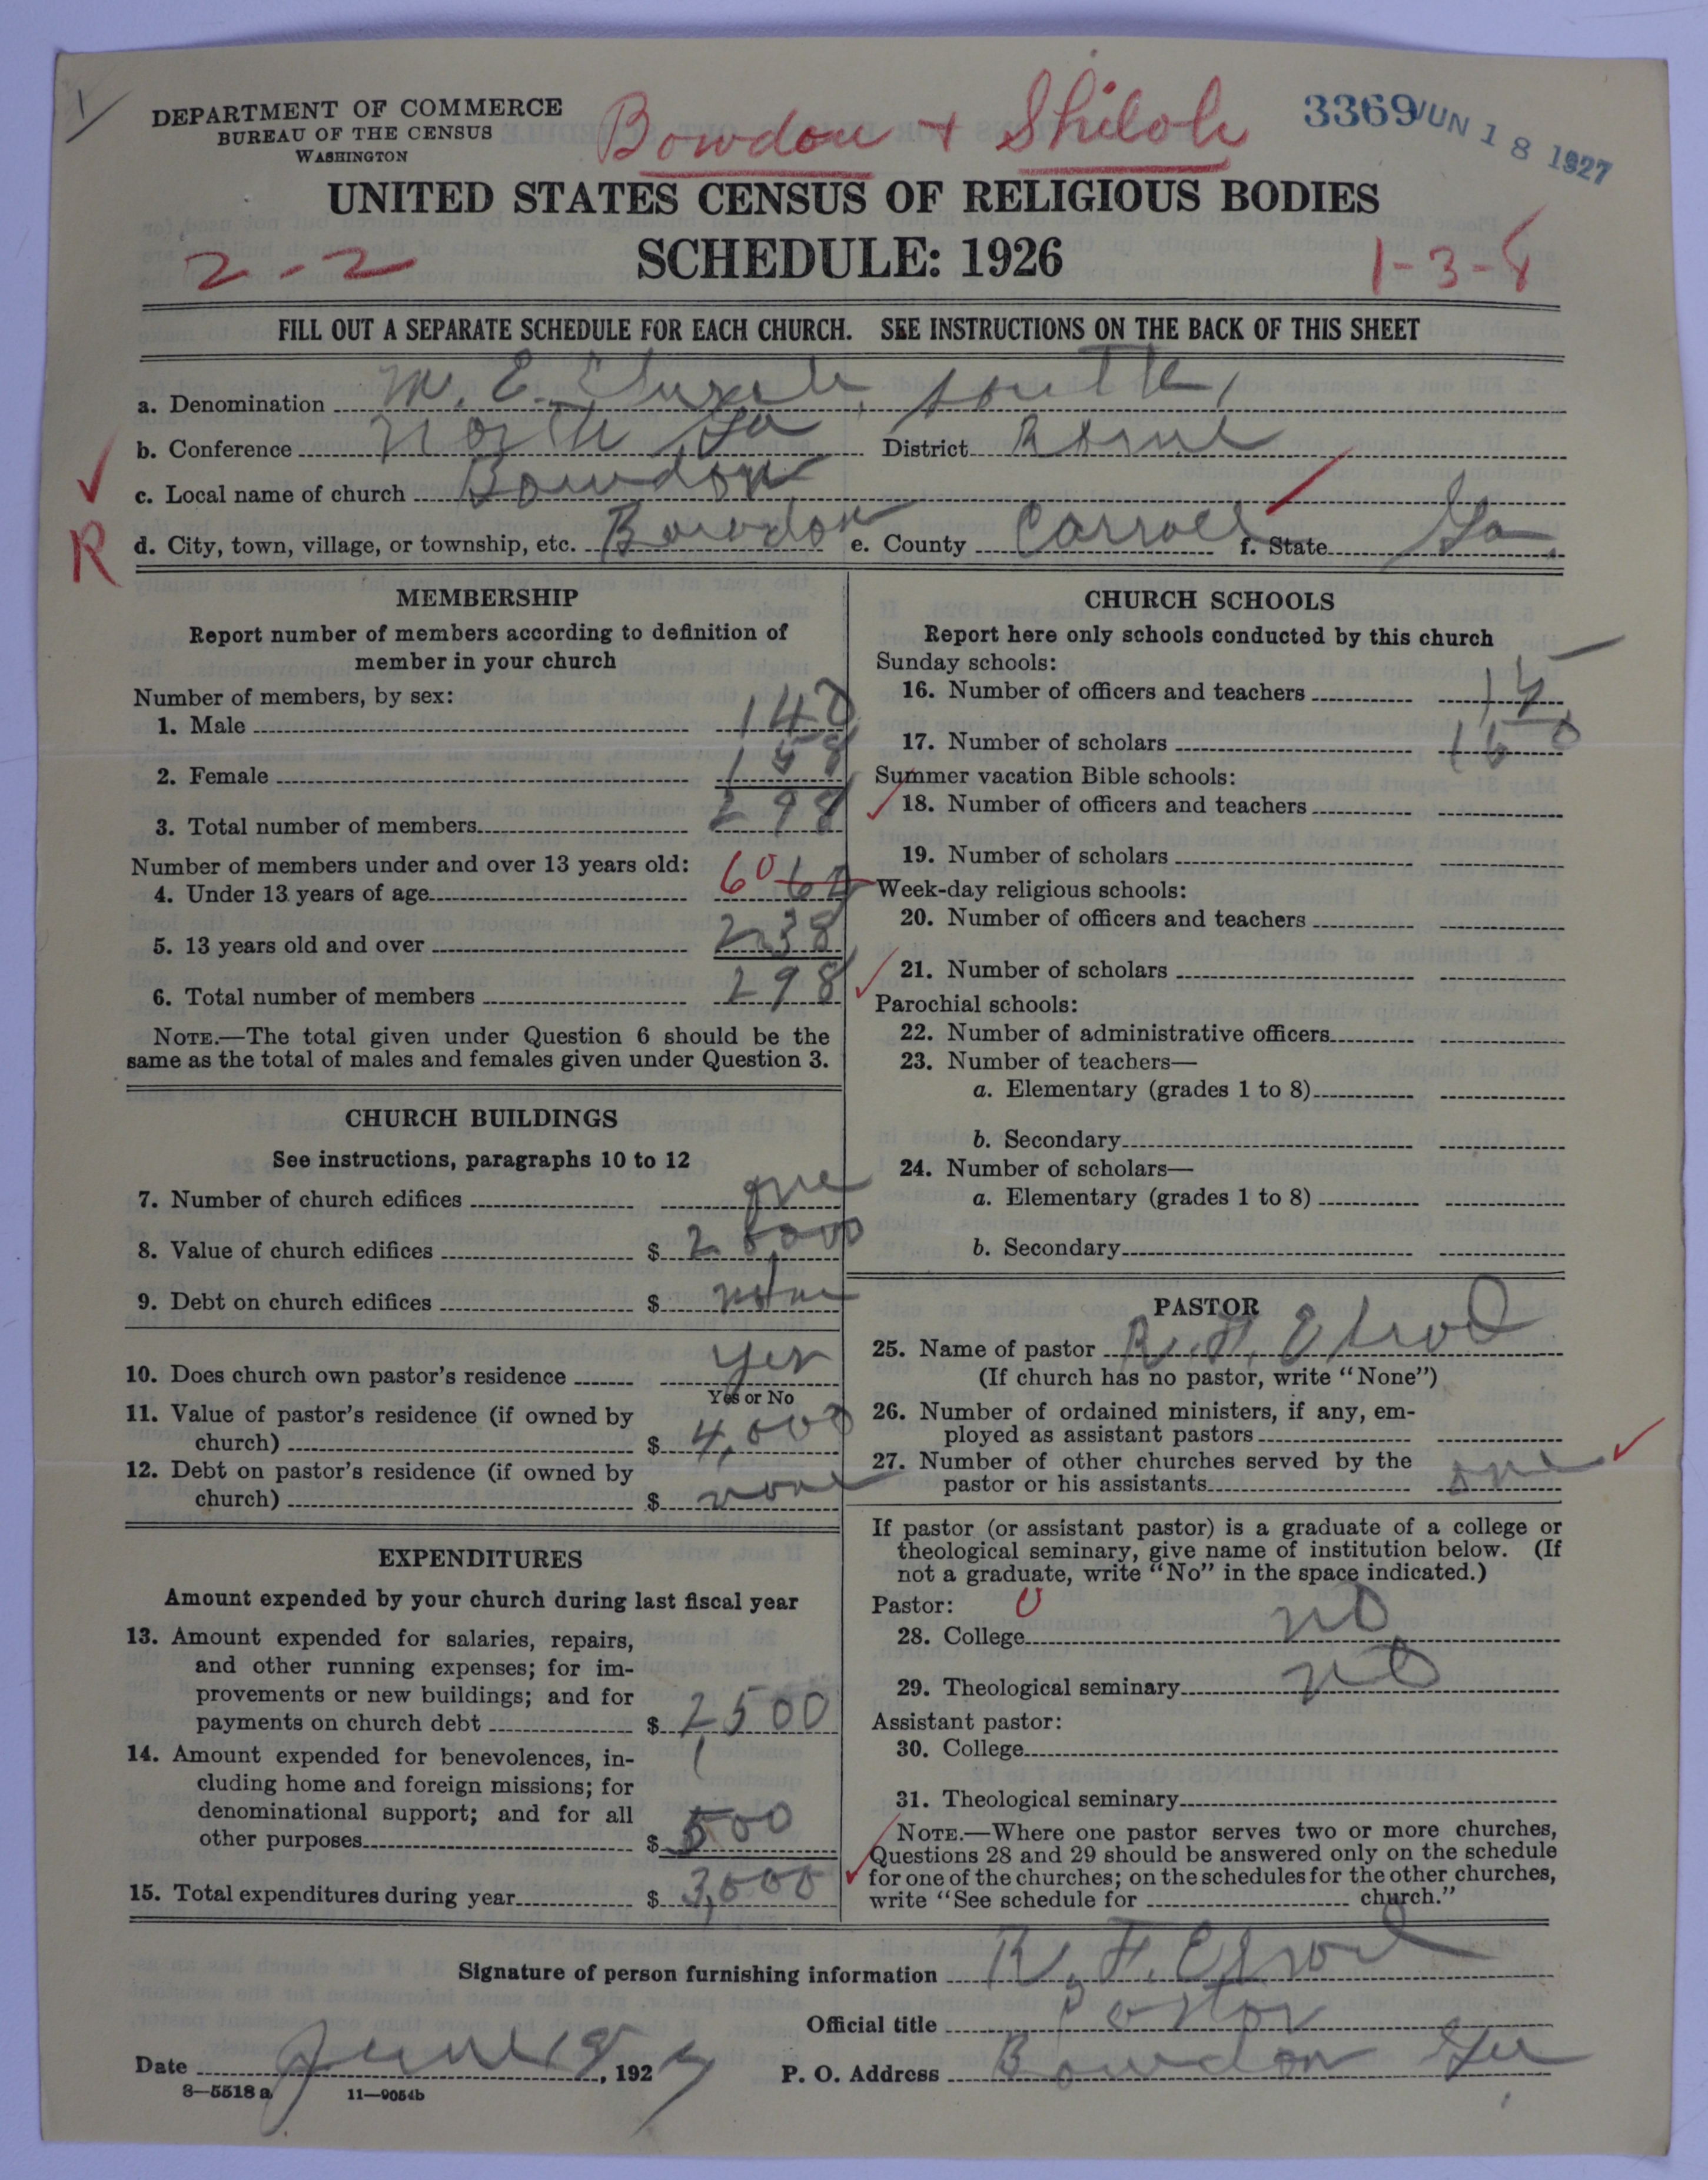 1/
DEPARTMENT OF COMMERCE
BUREAU OF THE CENSUS
WASHINGTON
Bowdon + Shiloh
3369 JUN 18 1927
UNITED STATES CENSUS OF RELIGIOUS BODIES
2-2 SCHEDULE: 1926 1-3-8
FILL OUT A SEPARATE SCHEDULE FOR EACH CHURCH. SEE INSTRUCTIONS ON THE BACK OF THIS SHEET
a. Denomination M. E. Church, South,
b. Conference North Ga District Rome
c. Local name of church Bowdon
R
d. City, town, village, or township, etc. Bowdon e. County Carroll f. State Ga.
MEMBERSHIP
Report number of members according to definition of
member in your church
Number of members, by sex:
1. Male 140
2. Female 158
3. Total number of members 298
Number of members under and over 13 years old:
4. Under 13 years of age 60
5. 13 years old and over 238
6. Total number of members 298
NOTE.—The total given under Question 6 should be the
same as the total of males and females given under Question 3.
CHURCH BUILDINGS
See instructions, paragraphs 10 to 12
7. Number of church edifices one
8. Value of church edifices $
9. Debt on church edifices $ none
10. Does church own pastor's residence yes
Yes or No
11. Value of pastor's residence (if owned by
church) $ 4,000
12. Debt on pastor's residence (if owned by
church) $ none
EXPENDITURES
Amount expended by your church during last fiscal year
13. Amount expended for salaries, repairs,
and other running expenses; for im-
provements or new buildings; and for
payments on church debt $ 2500
14. Amount expended for benevolences, in-
cluding home and foreign missions; for
denominational support; and for all
other purposes $ 500
15. Total expenditures during year $ 3,000
CHURCH SCHOOLS
Report here only schools conducted by this church
Sunday schools:
16. Number of officers and teachers
17. Number of scholars 160
Summer vacation Bible schools:
18. Number of officers and teachers
19. Number of scholars
Week-day religious schools:
20. Number of officers and teachers
21. Number of scholars
Parochial schools:
22. Number of administrative officers
23. Number of teachers—
a. Elementary (grades 1 to 8)
b. Secondary
24. Number of scholars—
a. Elementary (grades 1 to 8)
b. Secondary
PASTOR
25. Name of pastor R. F.
(If church has no pastor, write "None")
26. Number of ordained ministers, if any, em-
ployed as assistant pastors
27. Number of other churches served by the
pastor or his assistants one
If pastor (or assistant pastor) is a graduate of a college or
theological seminary, give name of institution below. (If
not a graduate, write "No" in the space indicated.)
Pastor: 0
28. College no
29. Theological seminary no
Assistant pastor:
30. College
31. Theological seminary
NOTE.—Where one pastor serves two or more churches,
Questions 28 and 29 should be answered only on the schedule
for one of the churches; on the schedules for the other churches,
write "See schedule for church."
Signature of person furnishing information R. F.
Official title Pastor
Date June 18, 1927 P. O. Address Bowdon Ga
8—5518 a 11—9054b